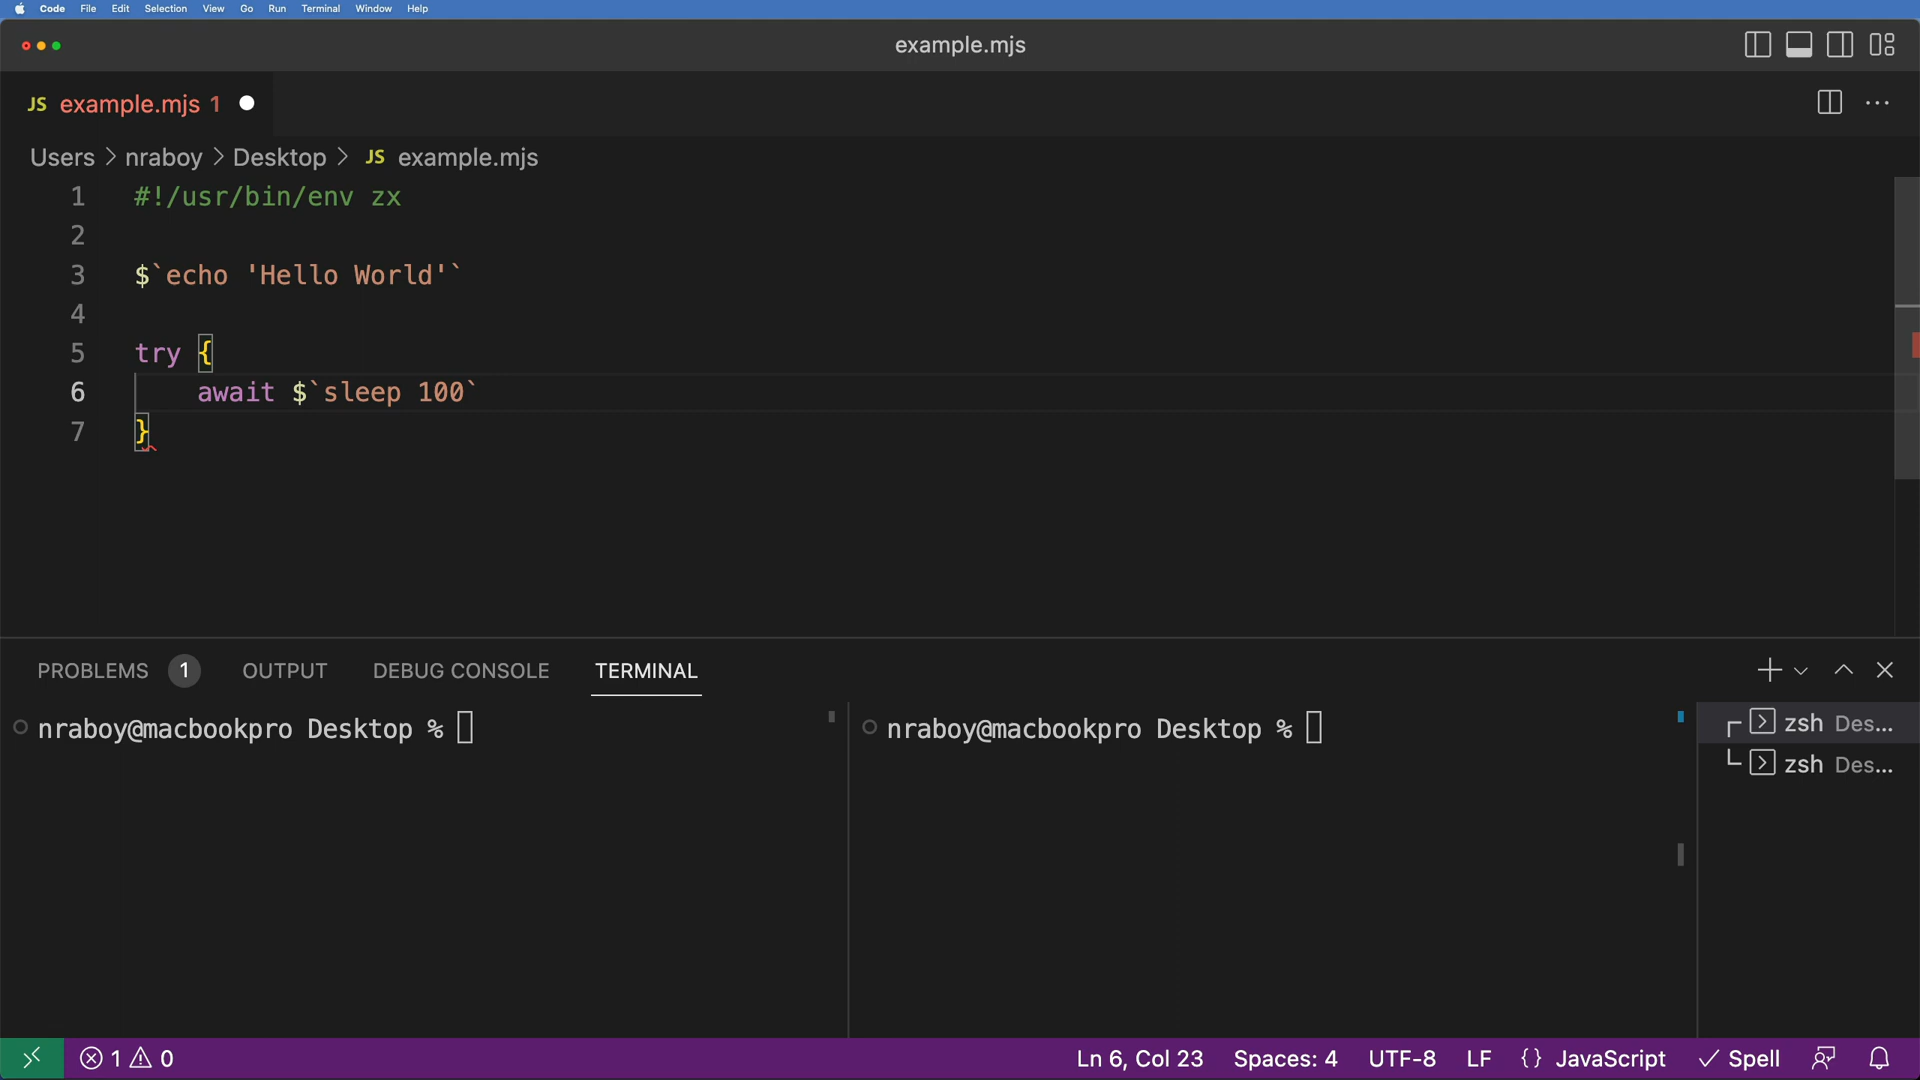 Code File Edit Selection View Go Run Terminal Window Help
example.mjs
JS example.mjs 1
Users > nraboy > Desktop > JS example.mjs
1 #!/usr/bin/env zx
2
3 $`echo 'Hello World'`
4
5 try {
6     await $`sleep 100`
7 }
PROBLEMS 1 OUTPUT DEBUG CONSOLE TERMINAL
nraboy@macbookpro Desktop % 
nraboy@macbookpro Desktop % 
zsh Des...
zsh Des...
1 0 Ln 6, Col 23 Spaces: 4 UTF-8 LF {} JavaScript ✓ Spell